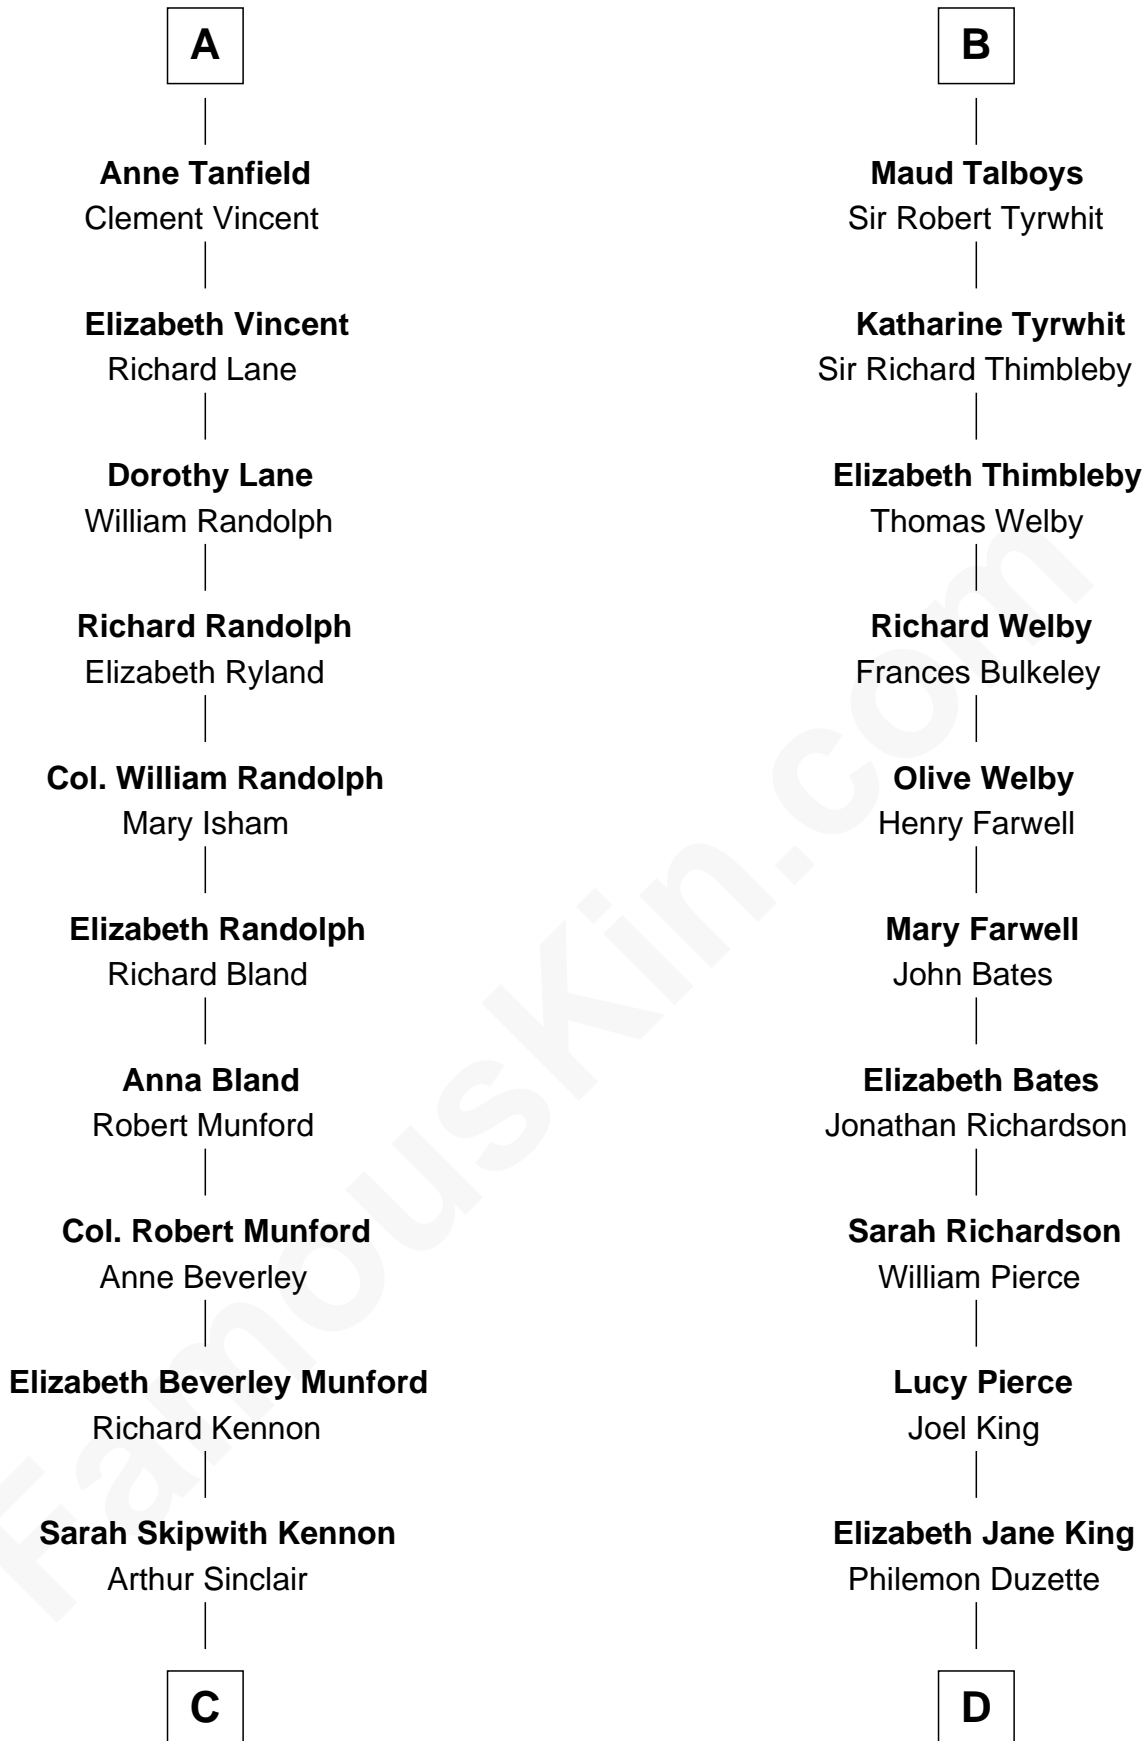 A
Anne Tanfield
Clement Vincent
Elizabeth Vincent
Richard Lane
Dorothy Lane
William Randolph
Richard Randolph
Elizabeth Ryland
Col. William Randolph
Mary Isham
Elizabeth Randolph
Richard Bland
Anna Bland
Robert Munford
Col. Robert Munford
Anne Beverley
Elizabeth Beverley Munford
Richard Kennon
Sarah Skipwith Kennon
Arthur Sinclair
C
B
Maud Talboys
Sir Robert Tyrwhit
Katharine Tyrwhit
Sir Richard Thimbleby
Elizabeth Thimbleby
Thomas Welby
Richard Welby
Frances Bulkeley
Olive Welby
Henry Farwell
Mary Farwell
John Bates
Elizabeth Bates
Jonathan Richardson
Sarah Richardson
William Pierce
Lucy Pierce
Joel King
Elizabeth Jane King
Philemon Duzette
D
FamousKin.com